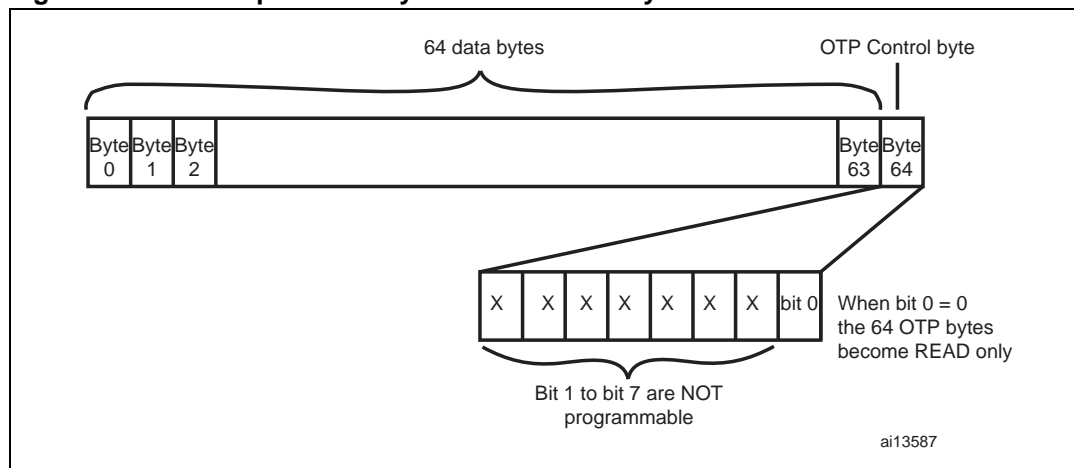 64 data bytes
OTP Control byte
Byte 0
Byte 1
Byte 2
Byte 63
Byte 64
X X X X X X X bit 0
When bit 0 = 0
the 64 OTP bytes
become READ only
Bit 1 to bit 7 are NOT
programmable
ai13587